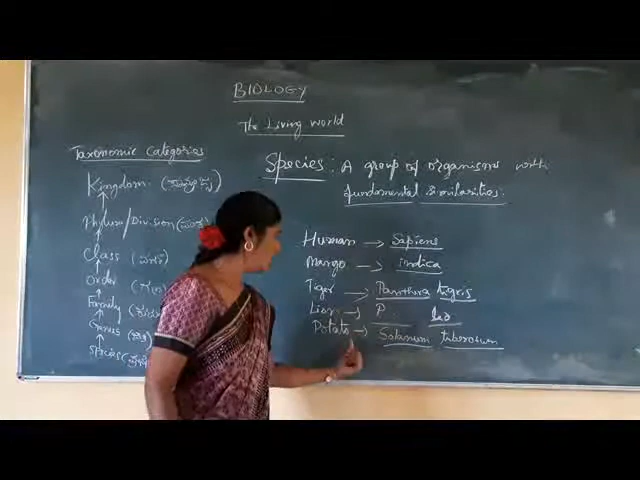 BIOLOGY
The Living world
Taxonomic Categories
Species: A group of organisms with
fundamental similarities.
Kingdom
Phylum/Division
Class
Order
Family
Genus
Species
Human → Sapiens
Mango → Indica
Tiger → Panthira tigris
Lion → P. leo
Potato → Solanum tuberosum